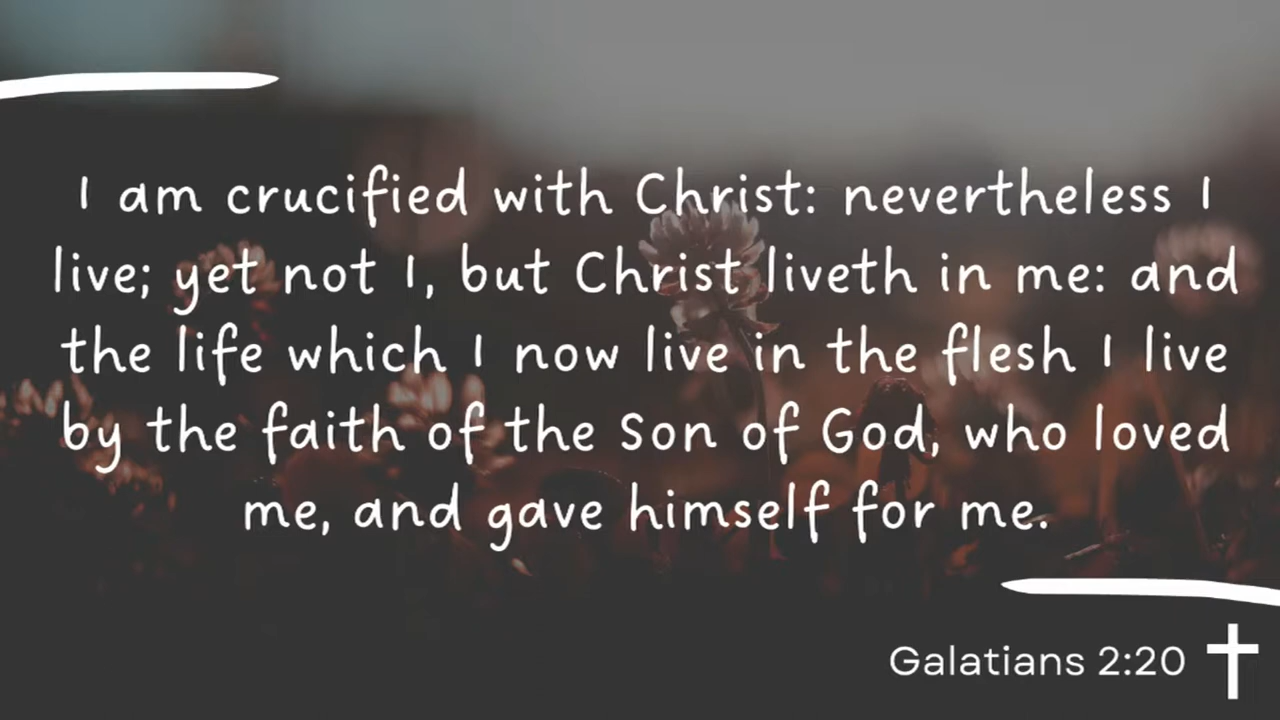 I am crucified with Christ: nevertheless I
live; yet not I, but Christ liveth in me: and
the life which I now live in the flesh I live
by the faith of the Son of God, who loved
me, and gave himself for me.
Galatians 2:20